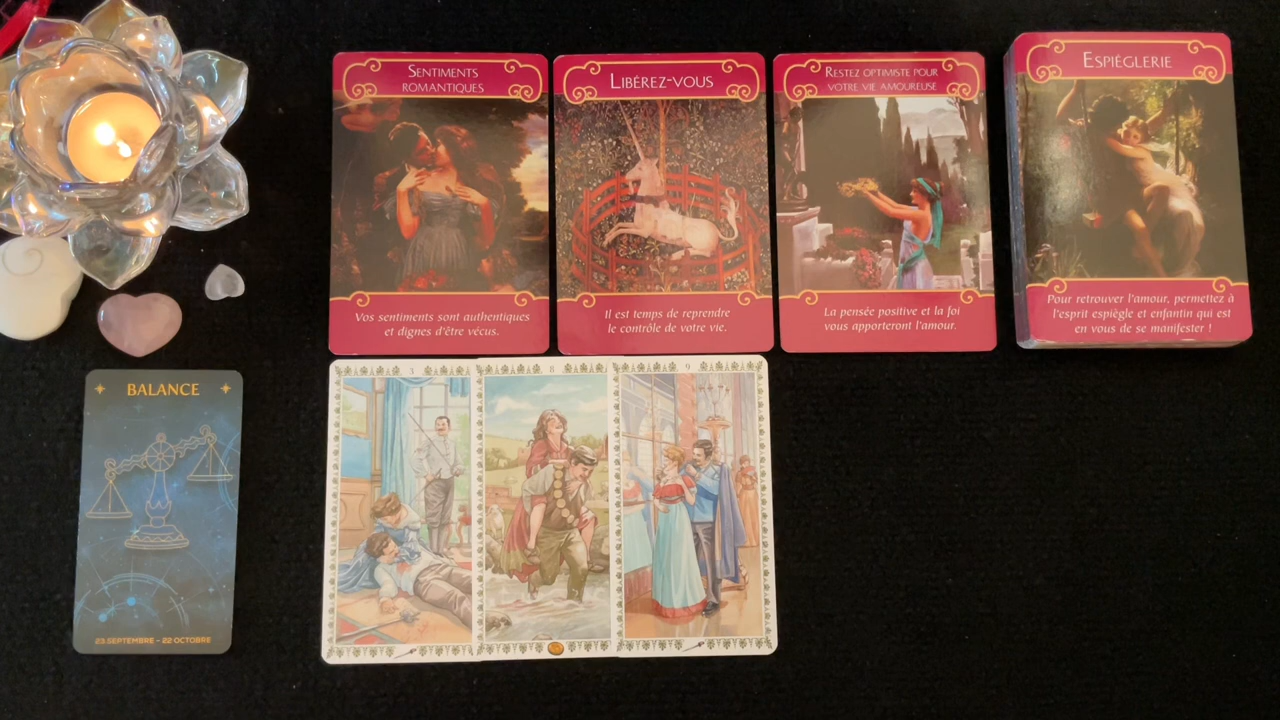 SENTIMENTS
ROMANTIQUES
Vos sentiments sont authentiques
et dignes d'être vécus.
LIBÉREZ-VOUS
Il est temps de reprendre
le contrôle de votre vie.
RESTEZ OPTIMISTE POUR
VOTRE VIE AMOUREUSE
La pensée positive et la foi
vous apporteront l'amour.
ESPIÈGLERIE
Pour retrouver l'amour, permettez à
l'esprit espiègle et enfantin qui est
en vous de se manifester !
BALANCE
23 SEPTEMBRE - 22 OCTOBRE
3
8
9